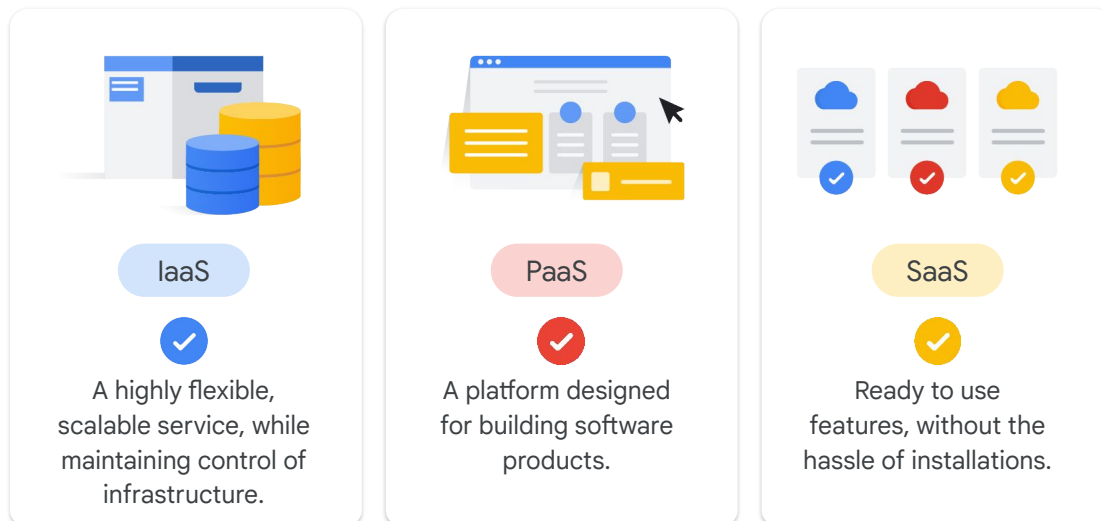 IaaS
A highly flexible,
scalable service, while
maintaining control of
infrastructure.
PaaS
A platform designed
for building software
products.
SaaS
Ready to use
features, without the
hassle of installations.